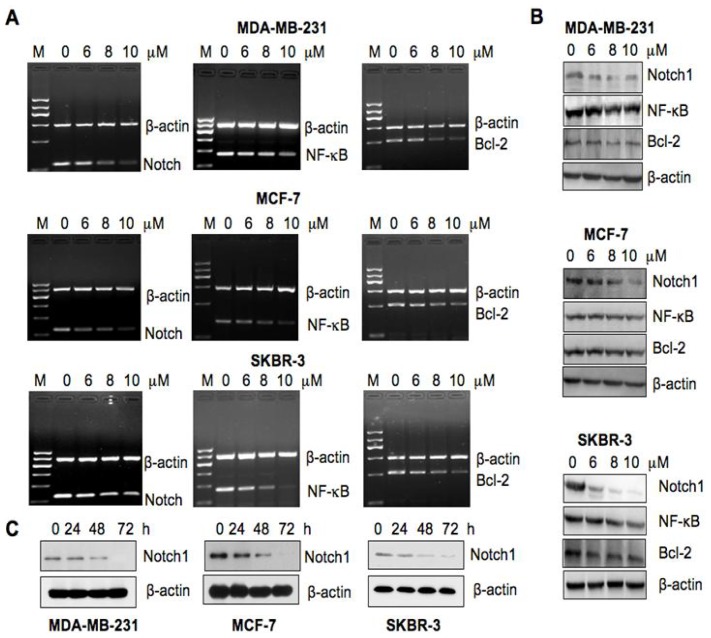 A
MDA-MB-231
M 0 6 8 10 μM
M 0 6 8 10 μM
M 0 6 8 10 μM
β-actin
Notch
β-actin
NF-κB
β-actin
Bcl-2
MCF-7
M 0 6 8 10 μM
M 0 6 8 10 μM
M 0 6 8 10 μM
β-actin
Notch
β-actin
NF-κB
β-actin
Bcl-2
SKBR-3
M 0 6 8 10 μM
M 0 6 8 10 μM
M 0 6 8 10 μM
β-actin
Notch
β-actin
NF-κB
β-actin
Bcl-2
B
MDA-MB-231
0 6 8 10 μM
Notch1
NF-κB
Bcl-2
β-actin
MCF-7
0 6 8 10 μM
Notch1
NF-κB
Bcl-2
β-actin
SKBR-3
0 6 8 10 μM
Notch1
NF-κB
Bcl-2
β-actin
C
0 24 48 72 h
0 24 48 72 h
0 24 48 72 h
Notch1
Notch1
Notch1
β-actin
β-actin
β-actin
MDA-MB-231
MCF-7
SKBR-3